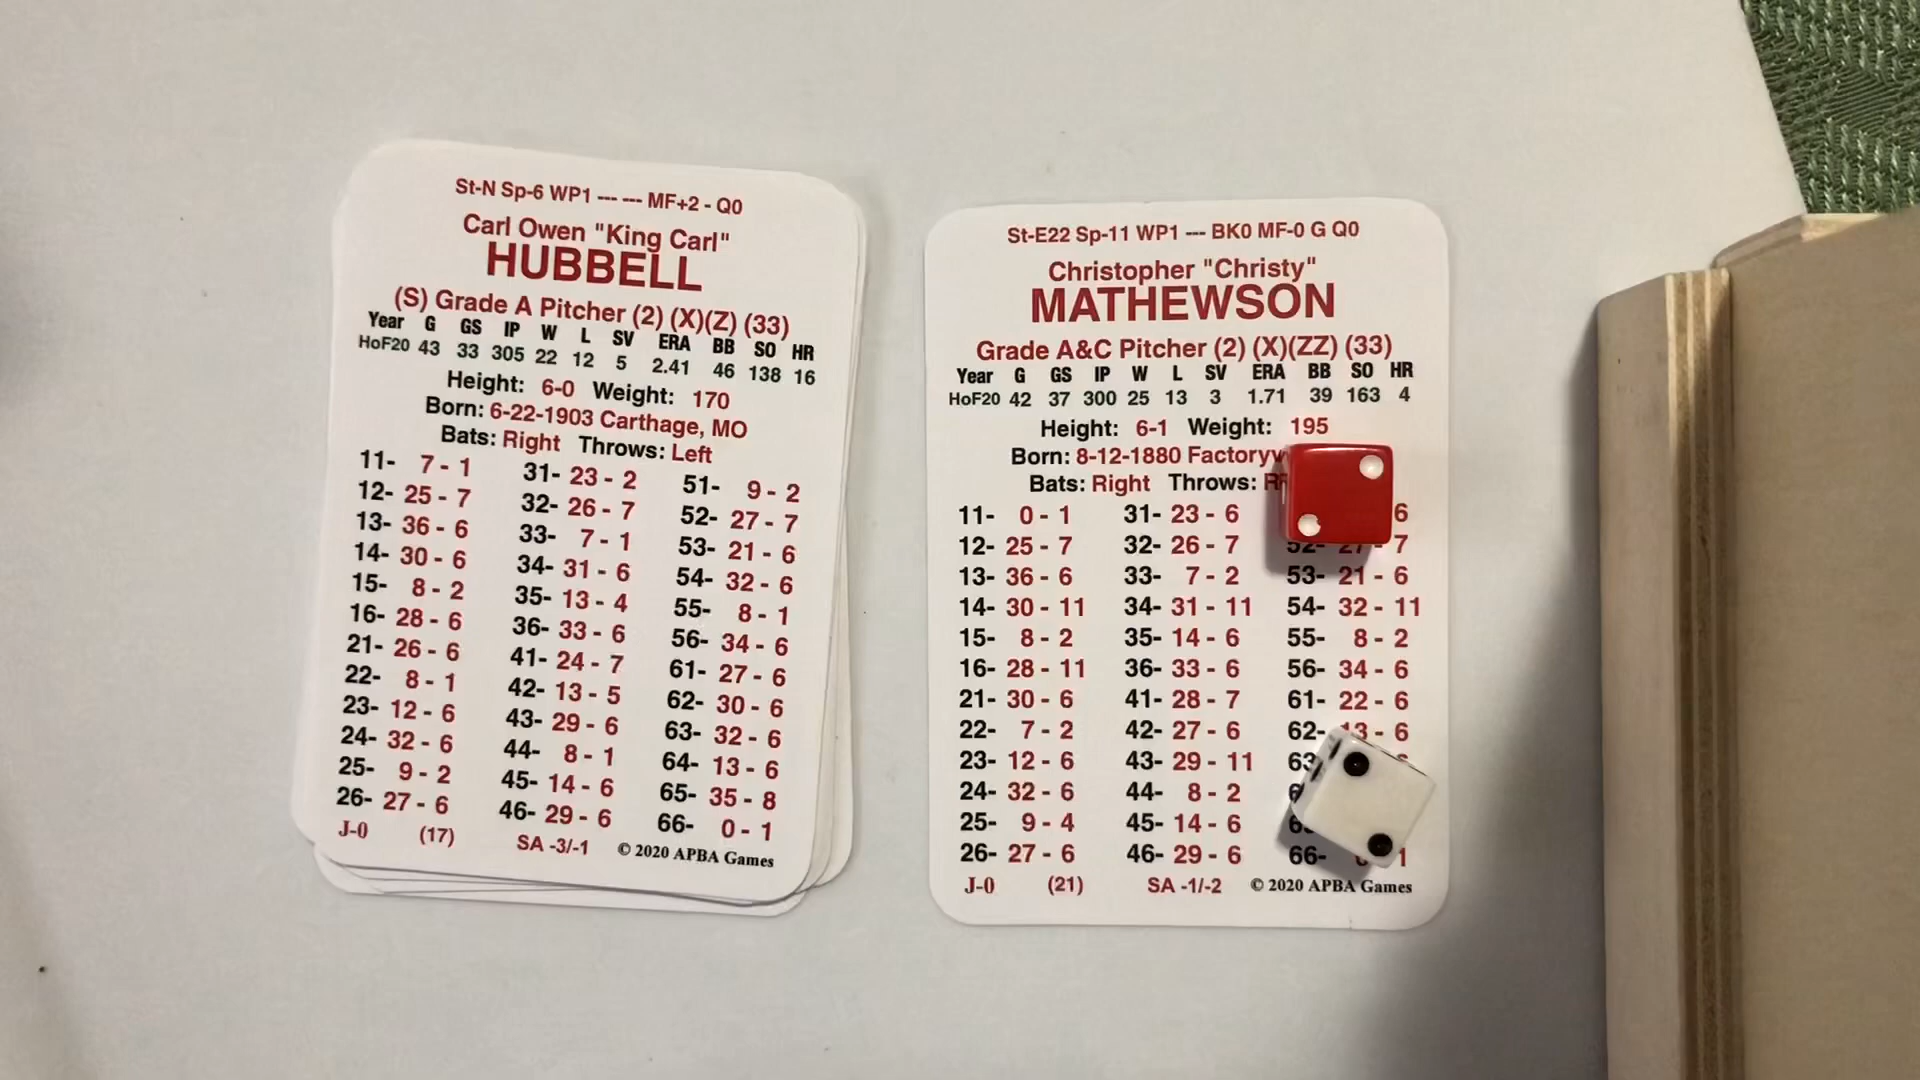 St-N Sp-6 WP1 --- --- MF+2 - Q0
Carl Owen "King Carl"
HUBBELL
(S) Grade A Pitcher (2) (X)(Z) (33)
Year G GS IP W L SV ERA BB SO HR
HoF20 43 33 305 22 12 5 2.41 46 138 16
Height: 6-0 Weight: 170
Born: 6-22-1903 Carthage, MO
Bats: Right Throws: Left
11- 7 - 1 31- 23 - 2 51- 9 - 2
12- 25 - 7 32- 26 - 7 52- 27 - 7
13- 36 - 6 33- 7 - 1 53- 21 - 6
14- 30 - 6 34- 31 - 6 54- 32 - 6
15- 8 - 2 35- 13 - 4 55- 8 - 1
16- 28 - 6 36- 33 - 6 56- 34 - 6
21- 26 - 6 41- 24 - 7 61- 27 - 6
22- 8 - 1 42- 13 - 5 62- 30 - 6
23- 12 - 6 43- 29 - 6 63- 32 - 6
24- 32 - 6 44- 8 - 1 64- 13 - 6
25- 9 - 2 45- 14 - 6 65- 35 - 8
26- 27 - 6 46- 29 - 6 66- 0 - 1
J-0 (17) SA -3/-1 © 2020 APBA Games
St-E22 Sp-11 WP1 --- BK0 MF-0 G Q0
Christopher "Christy"
MATHEWSON
Grade A&C Pitcher (2) (X)(ZZ) (33)
Year G GS IP W L SV ERA BB SO HR
HoF20 42 37 300 25 13 3 1.71 39 163 4
Height: 6-1 Weight: 195
Born: 8-12-1880
Bats: Right Throws:
11- 0 - 1 31- 23 - 6 6
12- 25 - 7 32- 26 - 7 52- 27 - 7
13- 36 - 6 33- 7 - 2 53- 21 - 6
14- 30 - 11 34- 31 - 11 54- 32 - 11
15- 8 - 2 35- 14 - 6 55- 8 - 2
16- 28 - 11 36- 33 - 6 56- 34 - 6
21- 30 - 6 41- 28 - 7 61- 22 - 6
22- 7 - 2 42- 27 - 6 62- 13 - 6
23- 12 - 6 43- 29 - 11 63
24- 32 - 6 44- 8 - 2
25- 9 - 4 45- 14 - 6
26- 27 - 6 46- 29 - 6 66- 1
J-0 (21) SA -1/-2 © 2020 APBA Games